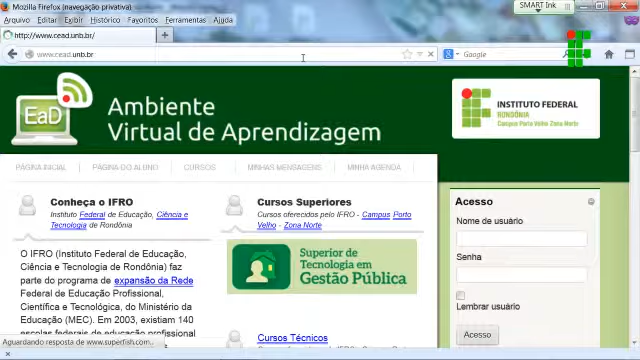 Mozilla Firefox (navegação privativa)
SMART Ink
Arquivo Editar Exibir Histórico Favoritos Ferramentas Ajuda
http://www.cead.unb.br/
www.cead.unb.br
Google
EaD
Ambiente
Virtual de Aprendizagem
INSTITUTO FEDERAL
RONDÔNIA
Campus Porto Velho Zona Norte
PÁGINA INICIAL PÁGINA DO ALUNO CURSOS MINHAS MENSAGENS MINHA AGENDA
Conheça o IFRO
Instituto Federal de Educação, Ciência e
Tecnologia de Rondônia
Cursos Superiores
Cursos oferecidos pelo IFRO - Campus Porto
Velho - Zona Norte
Acesso
Nome de usuário
Senha
Lembrar usuário
Acesso
O IFRO (Instituto Federal de Educação,
Ciência e Tecnologia de Rondônia) faz
parte do programa de expansão da Rede
Federal de Educação Profissional,
Científica e Tecnológica, do Ministério da
Educação (MEC). Em 2003, existiam 140
escolas federais de educação profissional
Superior de
Tecnologia em
Gestão Pública
Cursos Técnicos
Aguardando resposta de www.superfish.com...